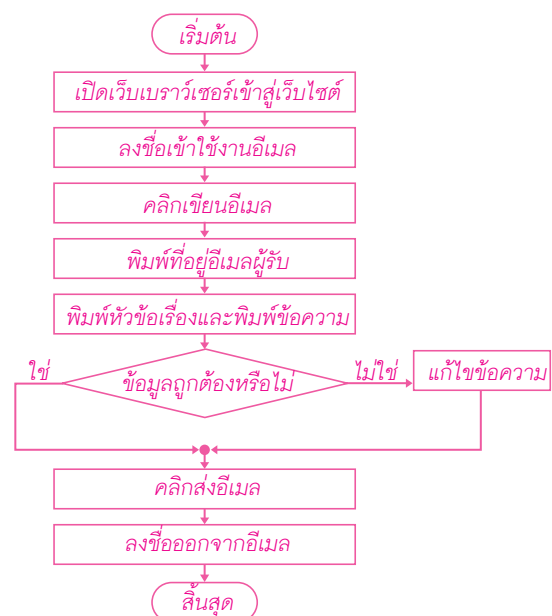 เริ่มต้น
เปิดเว็บเบราว์เซอร์เข้าสู่เว็บไซต์
ลงชื่อเข้าใช้งานอีเมล
คลิกเขียนอีเมล
พิมพ์ที่อยู่อีเมลผู้รับ
พิมพ์หัวข้อเรื่องและพิมพ์ข้อความ
ใช่
ข้อมูลถูกต้องหรือไม่
ไม่ใช่
แก้ไขข้อความ
คลิกส่งอีเมล
ลงชื่อออกจากอีเมล
สิ้นสุด